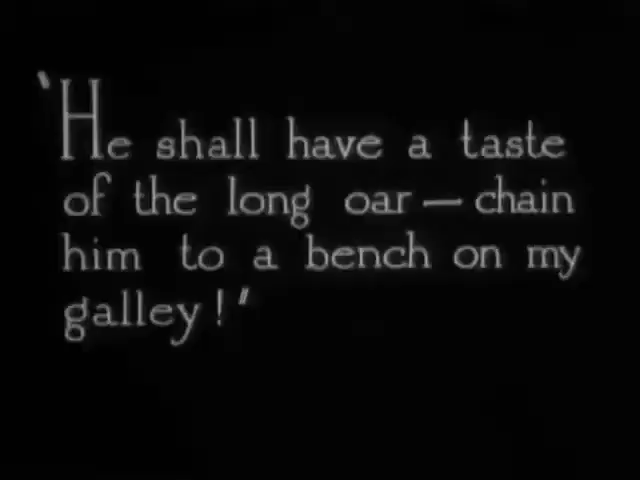 ‵He shall have a taste
of the long oar — chain
him to a bench on my
galley!"